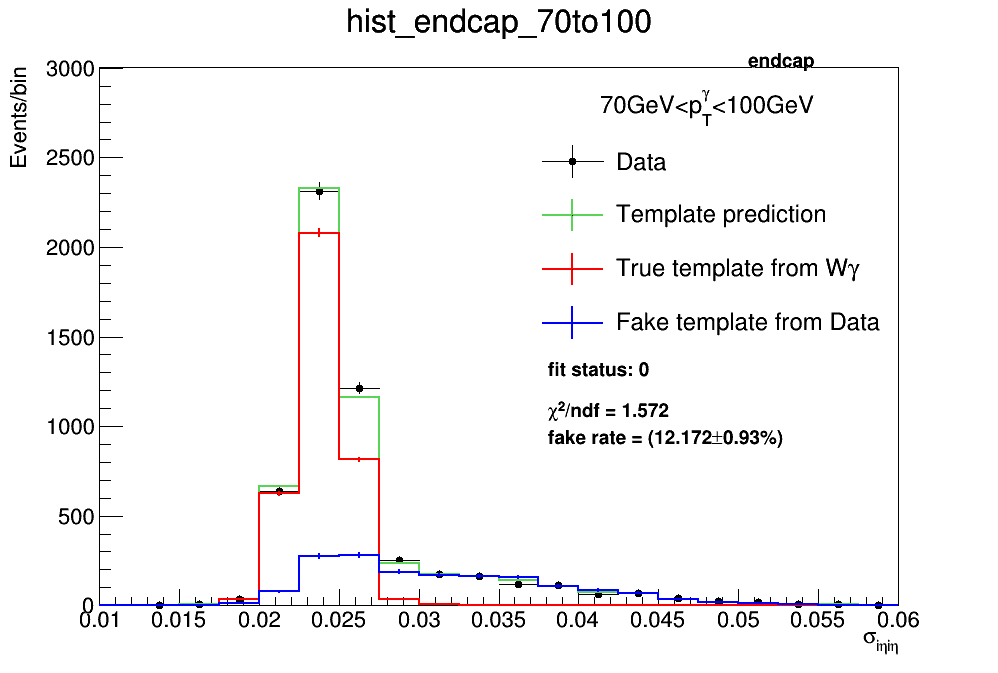 hist_endcap_70to100
endcap
Events/bin
3000
2500
2000
1500
1000
500
0
70GeV<p_T^γ<100GeV
Data
Template prediction
True template from Wγ
Fake template from Data
fit status: 0
χ²/ndf = 1.572
fake rate = (12.172±0.93%)
0.01 0.015 0.02 0.025 0.03 0.035 0.04 0.045 0.05 0.055 0.06
σ_iηiη